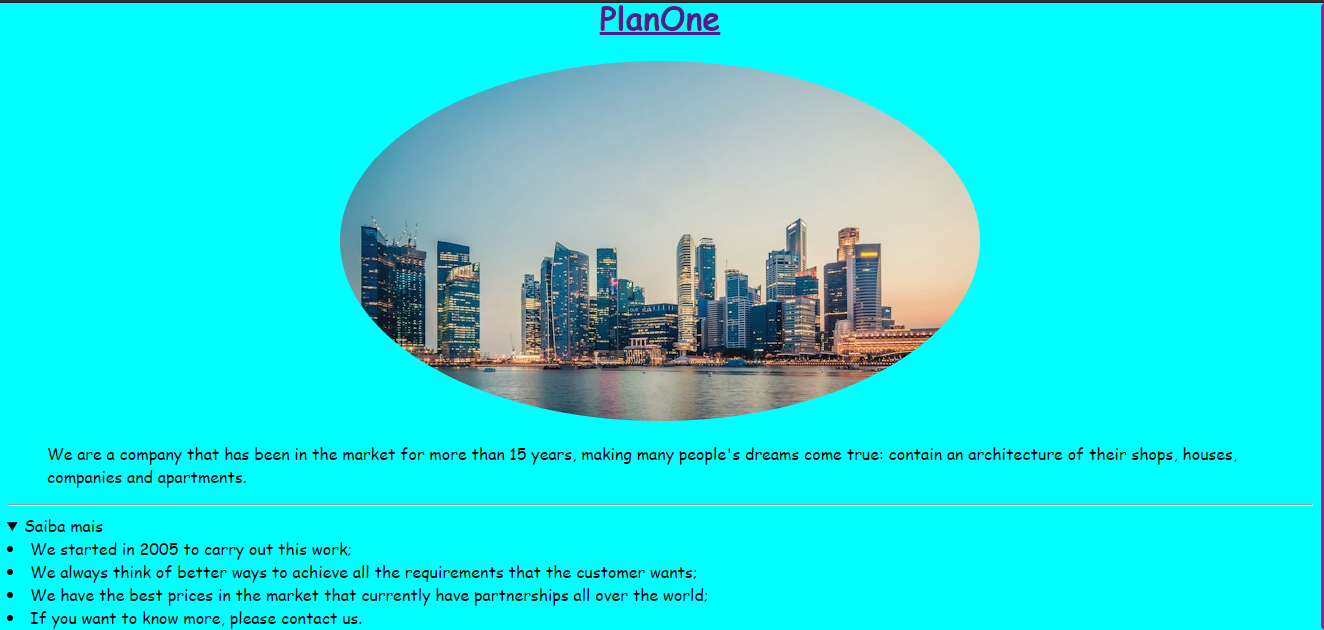 PlanOne
We are a company that has been in the market for more than 15 years, making many people's dreams come true: contain an architecture of their shops, houses,
companies and apartments.
Saiba mais
We started in 2005 to carry out this work;
We always think of better ways to achieve all the requirements that the customer wants;
We have the best prices in the market that currently have partnerships all over the world;
If you want to know more, please contact us.